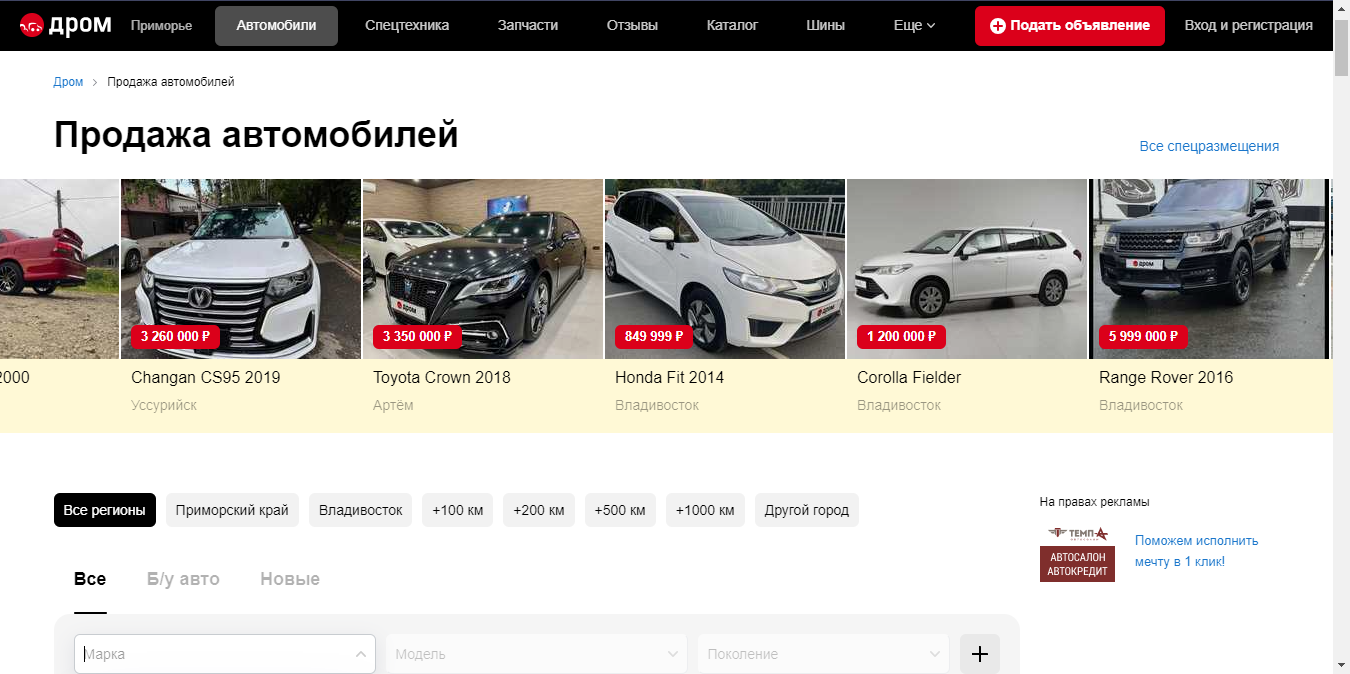 дром Приморье Автомобили Спецтехника Запчасти Отзывы Каталог Шины Еще Подать объявление Вход и регистрация
Дром > Продажа автомобилей
Продажа автомобилей
Все спецразмещения
дром дром дром
3 260 000 ₽ 3 350 000 ₽ 849 999 ₽ 1 200 000 ₽ 5 999 000 ₽
2000 Changan CS95 2019 Toyota Crown 2018 Honda Fit 2014 Corolla Fielder Range Rover 2016
Уссурийск Артём Владивосток Владивосток Владивосток
Все регионы Приморский край Владивосток +100 км +200 км +500 км +1000 км Другой город
На правах рекламы
ТЕМП А
АВТОСАЛОН
АВТОКРЕДИТ
Поможем исполнить
мечту в 1 клик!
Все Б/у авто Новые
Марка Модель Поколение +